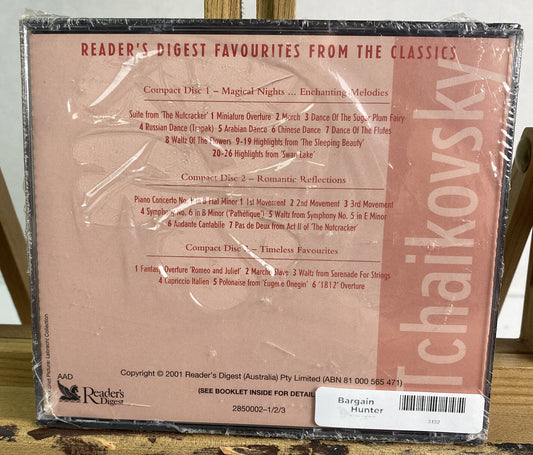 READER'S DIGEST FAVOURITES FROM THE CLASSICS
Compact Disc 1 – Magical Nights ... Enchanting Melodies
Suite from 'The Nutcracker' 1 Miniature Overture 2 March 3 Dance Of The Sugar Plum Fairy
4 Russian Dance (Trepak) 5 Arabian Dance 6 Chinese Dance 7 Dance Of The Flutes
8 Waltz Of The Flowers 9-19 Highlights from 'The Sleeping Beauty'
20-26 Highlights from 'Swan Lake'
Compact Disc 2 – Romantic Reflections
Piano Concerto No. 1 in B Flat Minor 1 1st Movement 2 2nd Movement 3 3rd Movement
4 Symphony No. 6 in B Minor ('Pathétique') 5 Waltz from Symphony No. 5 in E Minor
6 Andante Cantabile 7 Pas de Deux from Act II of 'The Nutcracker'
Compact Disc 3 – Timeless Favourites
1 Fantasy Overture 'Romeo and Juliet' 2 Marche Slave 3 Waltz from Serenade For Strings
4 Capriccio Italien 5 Polonaise from 'Eugene Onegin' 6 '1812' Overture
Tchaikovsky
Picture: Lebrecht Collection
AAD
Reader's
Digest
Copyright © 2001 Reader's Digest (Australia) Pty Limited (ABN 81 000 565 471)
(SEE BOOKLET INSIDE FOR DETAIL
2850002–1/2/3
Bargain
Hunter